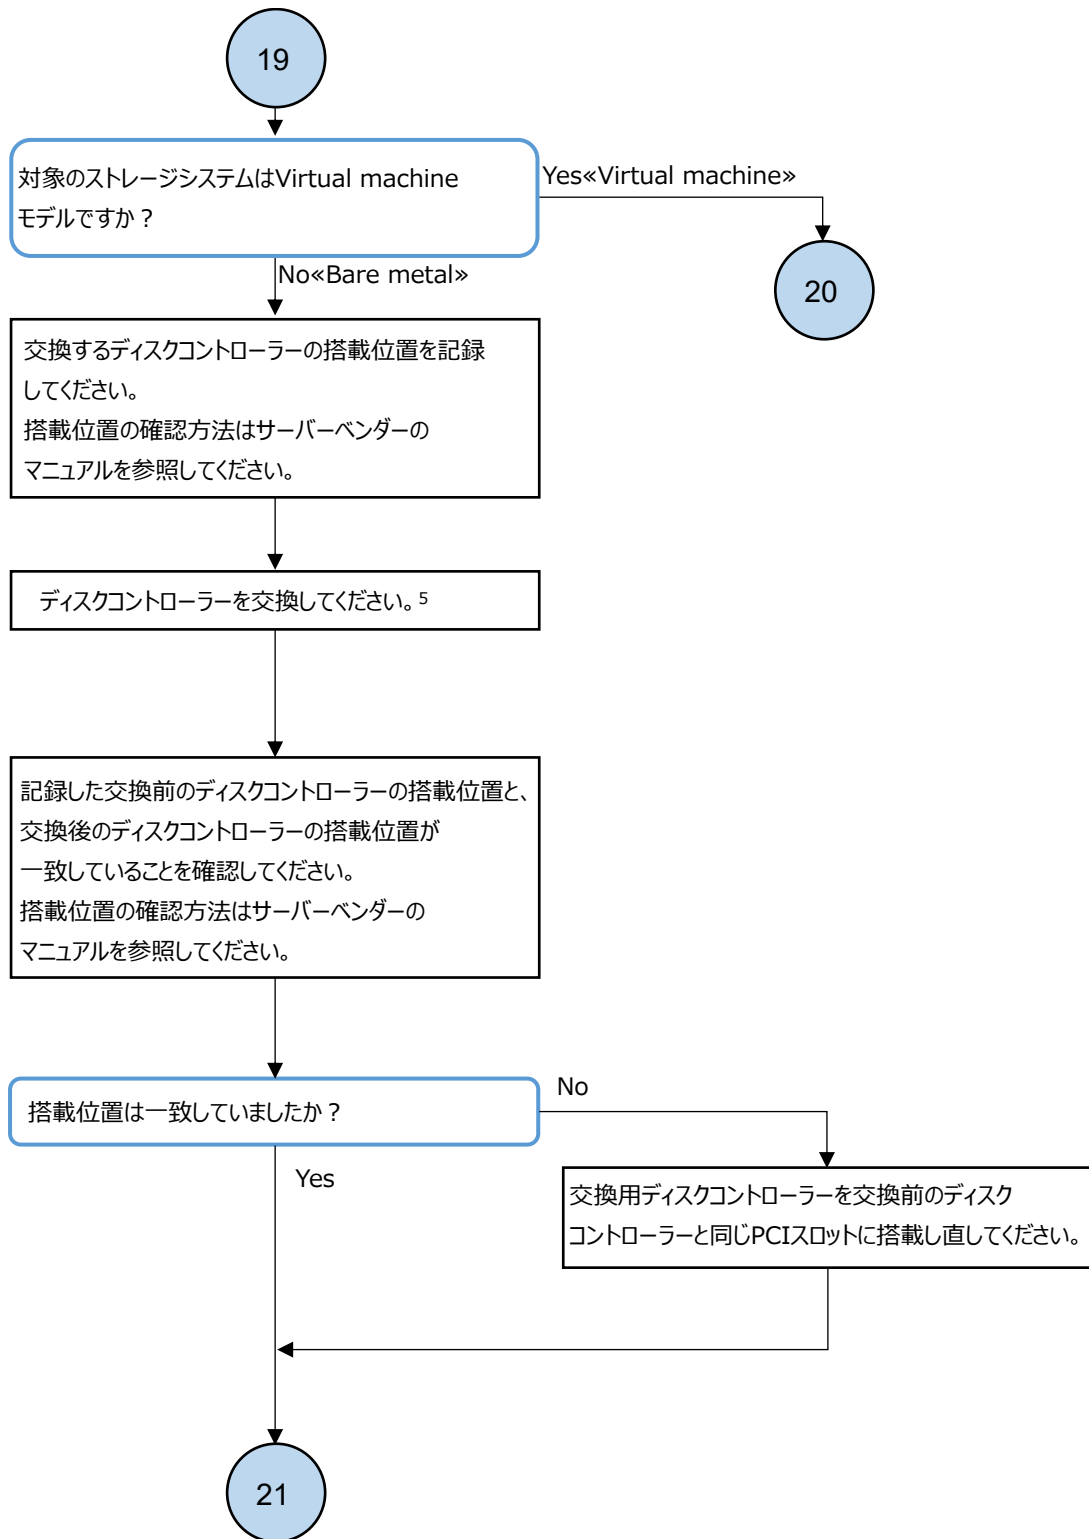 19
対象のストレージシステムはVirtual machine
モデルですか？
Yes«Virtual machine»
20
No«Bare metal»
交換するディスクコントローラーの搭載位置を記録
してください。
搭載位置の確認方法はサーバーベンダーの
マニュアルを参照してください。
ディスクコントローラーを交換してください。5
記録した交換前のディスクコントローラーの搭載位置と、
交換後のディスクコントローラーの搭載位置が
一致していることを確認してください。
搭載位置の確認方法はサーバーベンダーの
マニュアルを参照してください。
搭載位置は一致していましたか？
No
Yes
交換用ディスクコントローラーを交換前のディスク
コントローラーと同じPCIスロットに搭載し直してください。
21